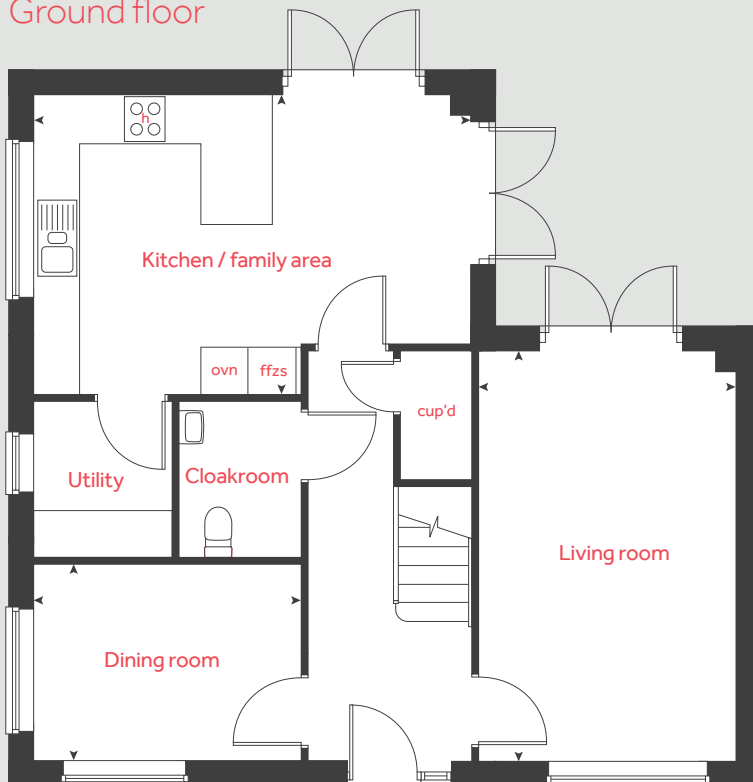 Ground floor
h
Kitchen / family area
ovn
ffzs
cup'd
Utility
Cloakroom
Living room
Dining room